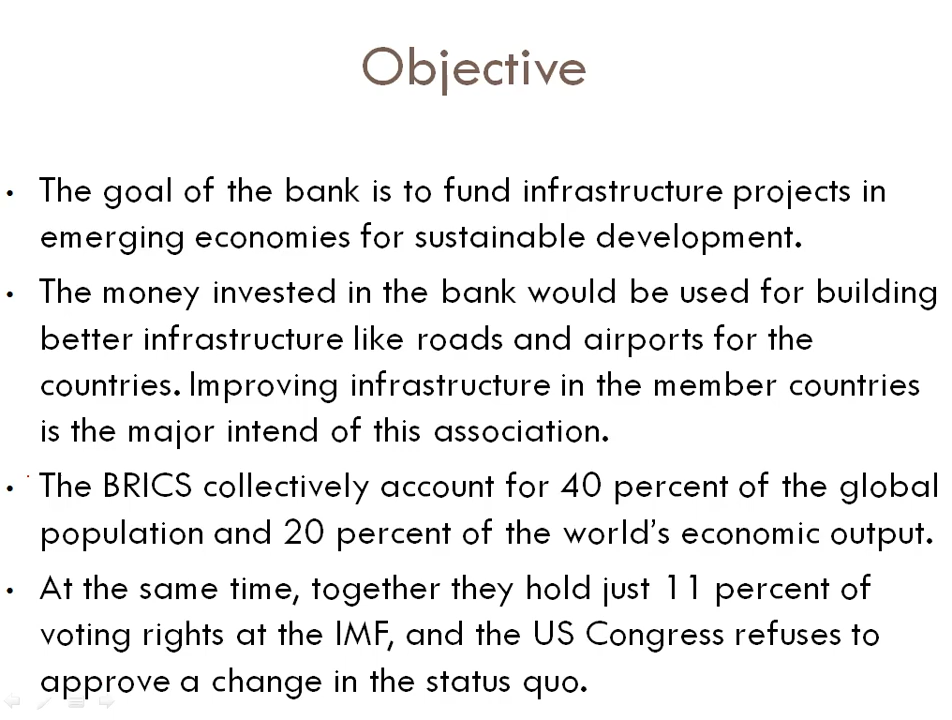 Objective
• The goal of the bank is to fund infrastructure projects in
emerging economies for sustainable development.
• The money invested in the bank would be used for building
better infrastructure like roads and airports for the
countries. Improving infrastructure in the member countries
is the major intend of this association.
• The BRICS collectively account for 40 percent of the global
population and 20 percent of the world’s economic output.
• At the same time, together they hold just 11 percent of
voting rights at the IMF, and the US Congress refuses to
approve a change in the status quo.